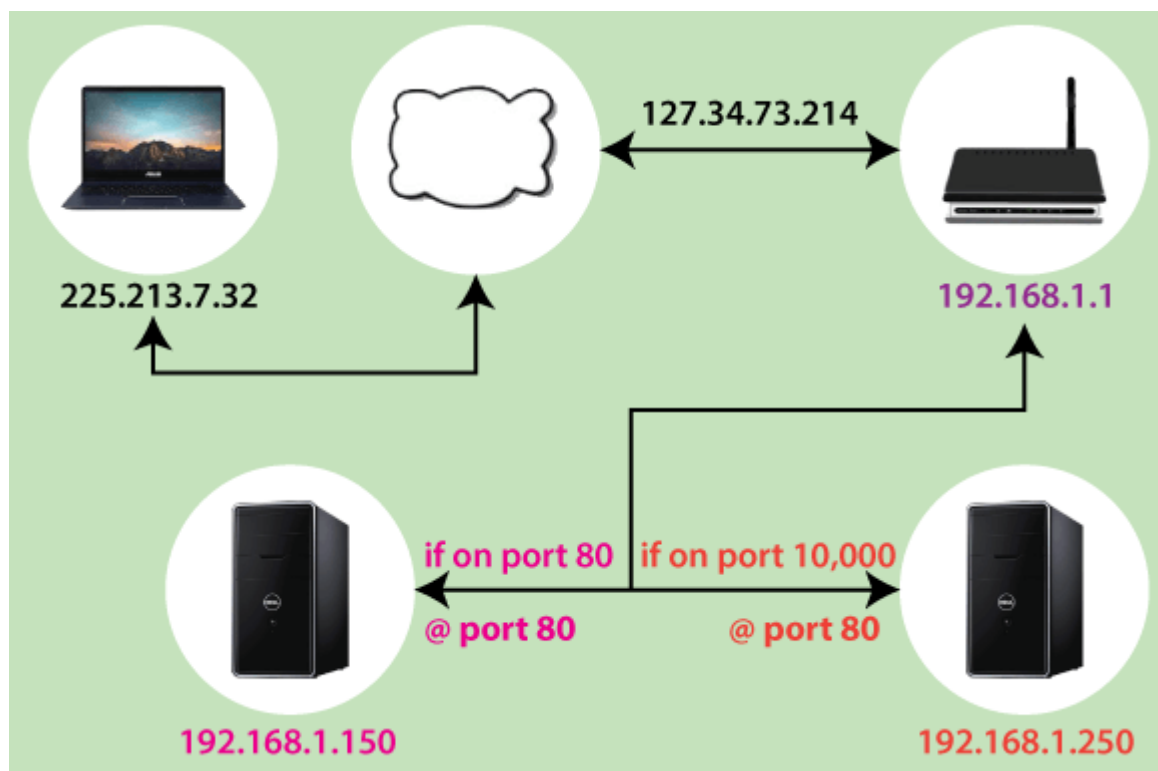 127.34.73.214
225.213.7.32
192.168.1.1
if on port 80
if on port 10,000
@ port 80
@ port 80
192.168.1.150
192.168.1.250